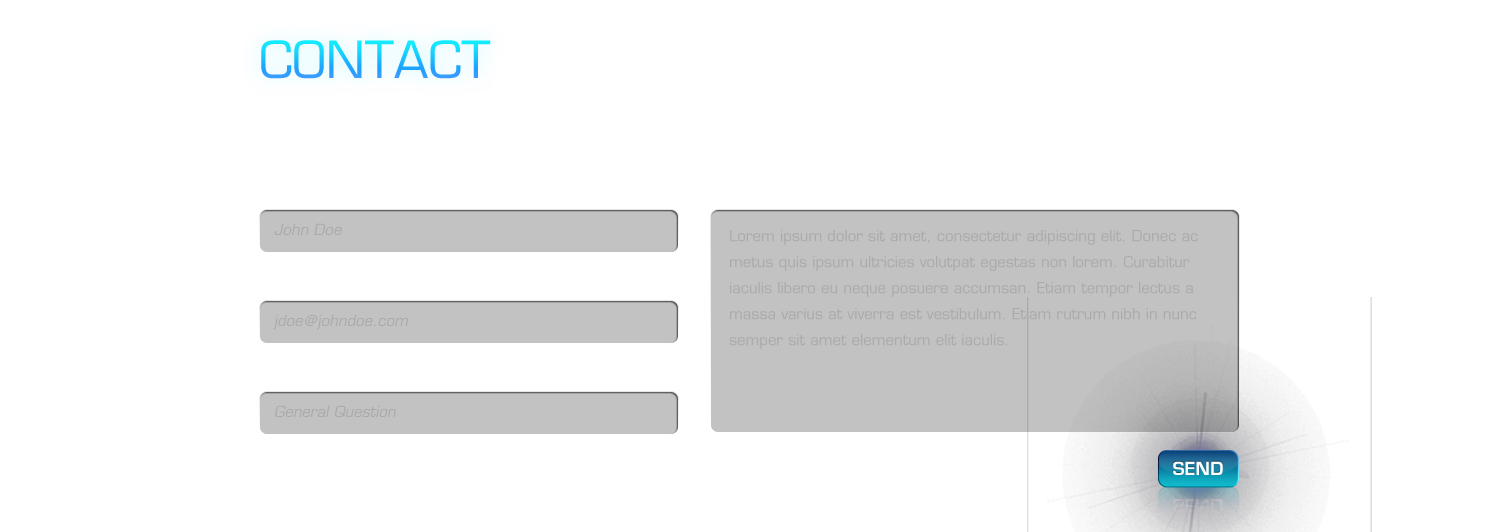 CONTACT
John Doe
jdoe@johndoe.com
General Question
Lorem ipsum dolor sit amet, consectetur adipiscing elit. Donec ac
metus quis ipsum ultricies volutpat egestas non lorem. Curabitur
iaculis libero eu neque posuere accumsan. Etiam tempor lectus a
massa varius at viverra est vestibulum. Etiam rutrum nibh in nunc
semper sit amet elementum elit iaculis.
SEND